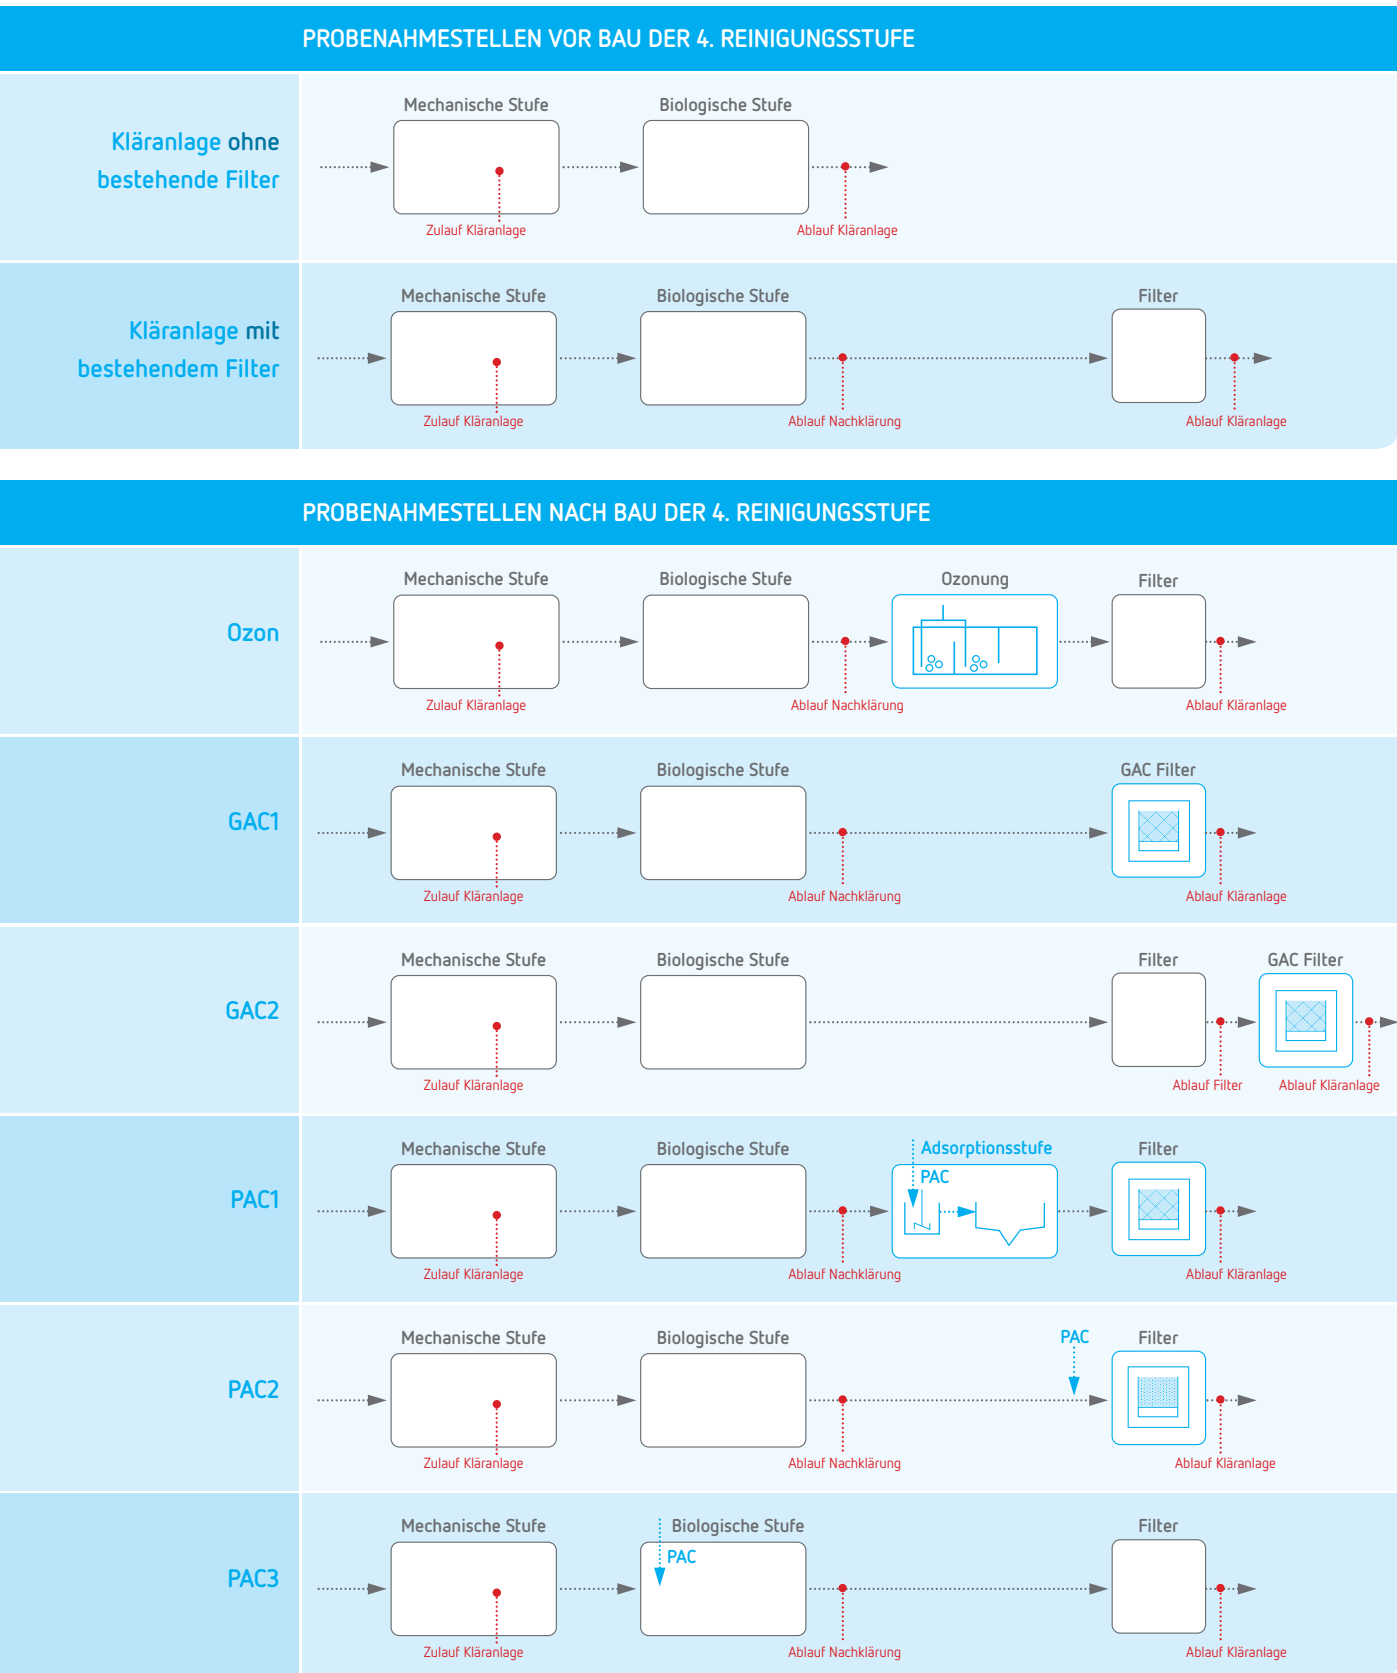 PROBENAHMESTELLEN VOR BAU DER 4. REINIGUNGSSTUFE
Kläranlage ohne
bestehende Filter
Mechanische Stufe
Biologische Stufe
Zulauf Kläranlage
Ablauf Kläranlage
Kläranlage mit
bestehendem Filter
Mechanische Stufe
Biologische Stufe
Filter
Zulauf Kläranlage
Ablauf Nachklärung
Ablauf Kläranlage
PROBENAHMESTELLEN NACH BAU DER 4. REINIGUNGSSTUFE
Ozon
Mechanische Stufe
Biologische Stufe
Ozonung
Filter
Zulauf Kläranlage
Ablauf Nachklärung
Ablauf Kläranlage
GAC1
Mechanische Stufe
Biologische Stufe
GAC Filter
Zulauf Kläranlage
Ablauf Nachklärung
Ablauf Kläranlage
GAC2
Mechanische Stufe
Biologische Stufe
Filter
GAC Filter
Zulauf Kläranlage
Ablauf Filter
Ablauf Kläranlage
PAC1
Mechanische Stufe
Biologische Stufe
Adsorptionsstufe
PAC
Filter
Zulauf Kläranlage
Ablauf Nachklärung
Ablauf Kläranlage
PAC2
Mechanische Stufe
Biologische Stufe
PAC
Filter
Zulauf Kläranlage
Ablauf Nachklärung
Ablauf Kläranlage
PAC3
Mechanische Stufe
Biologische Stufe
PAC
Filter
Zulauf Kläranlage
Ablauf Nachklärung
Ablauf Kläranlage